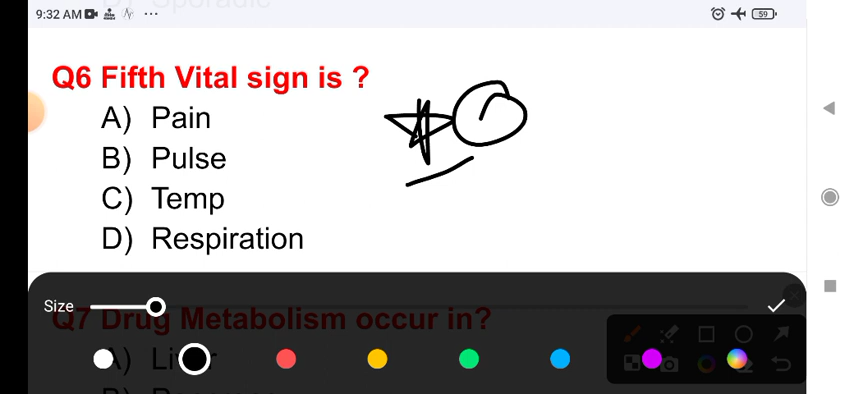 9:32 AM
59
Q6 Fifth Vital sign is ?
A) Pain
B) Pulse
C) Temp
D) Respiration
Size
Q7 Drug Metabolism occur in?
A) Liver